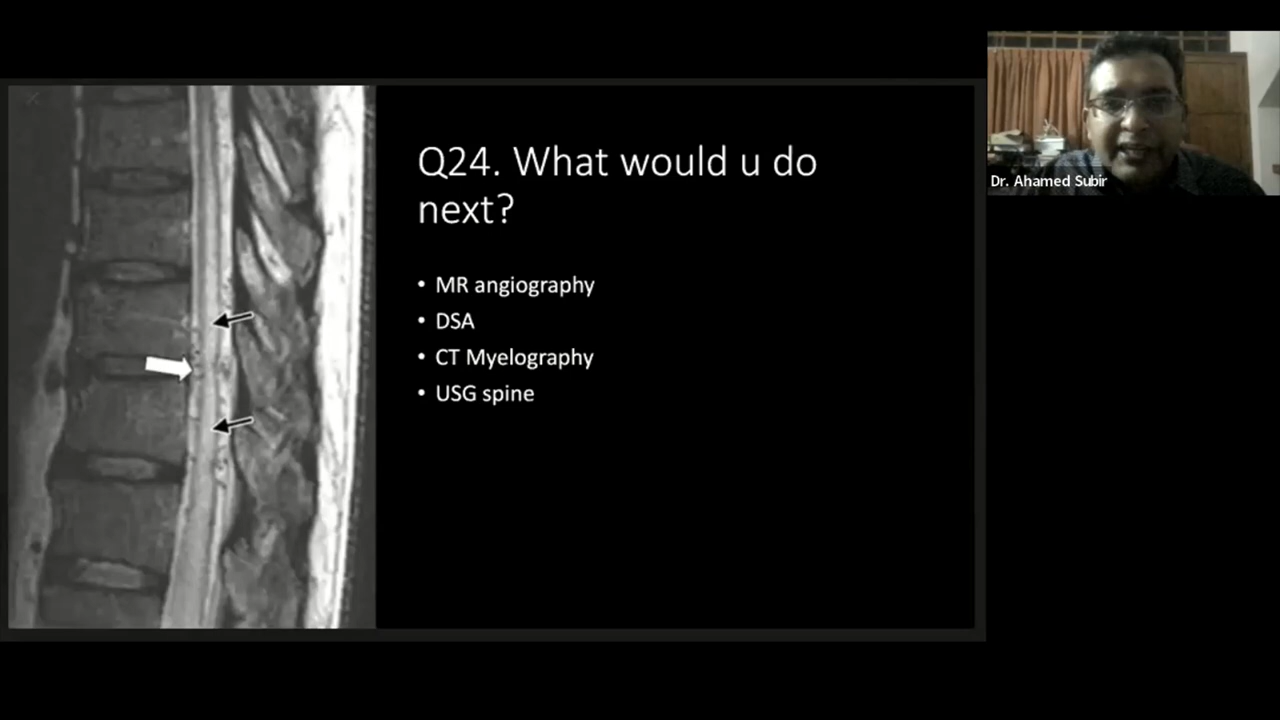 Q24. What would u do
next?
• MR angiography
• DSA
• CT Myelography
• USG spine
Dr. Ahamed Subir